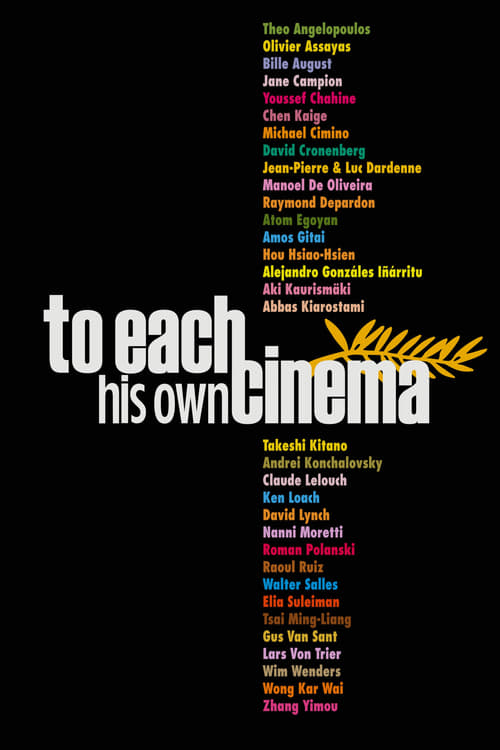 Theo Angelopoulos
Olivier Assayas
Bille August
Jane Campion
Youssef Chahine
Chen Kaige
Michael Cimino
David Cronenberg
Jean-Pierre & Luc Dardenne
Manoel De Oliveira
Raymond Depardon
Atom Egoyan
Amos Gitai
Hou Hsiao-Hsien
Alejandro Gonzáles Iñárritu
Aki Kaurismäki
Abbas Kiarostami
to each
his own cinema
Takeshi Kitano
Andrei Konchalovsky
Claude Lelouch
Ken Loach
David Lynch
Nanni Moretti
Roman Polanski
Raoul Ruiz
Walter Salles
Elia Suleiman
Tsai Ming-Liang
Gus Van Sant
Lars Von Trier
Wim Wenders
Wong Kar Wai
Zhang Yimou